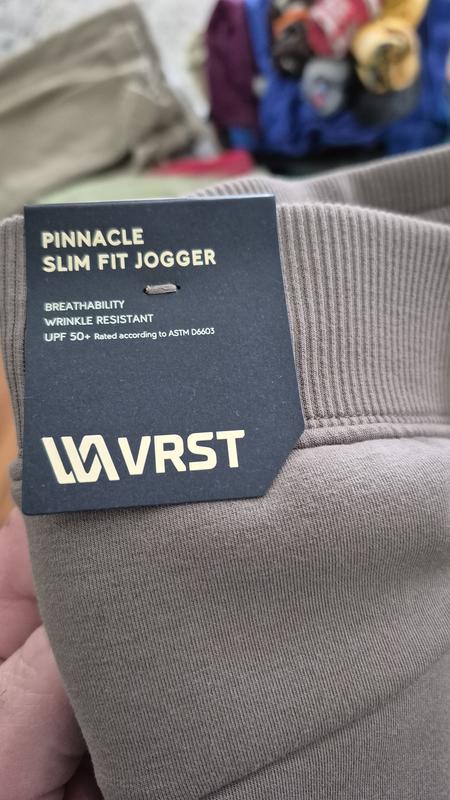 PINNACLE
SLIM FIT JOGGER
BREATHABILITY
WRINKLE RESISTANT
UPF 50+ Rated according to ASTM D6603
VRST